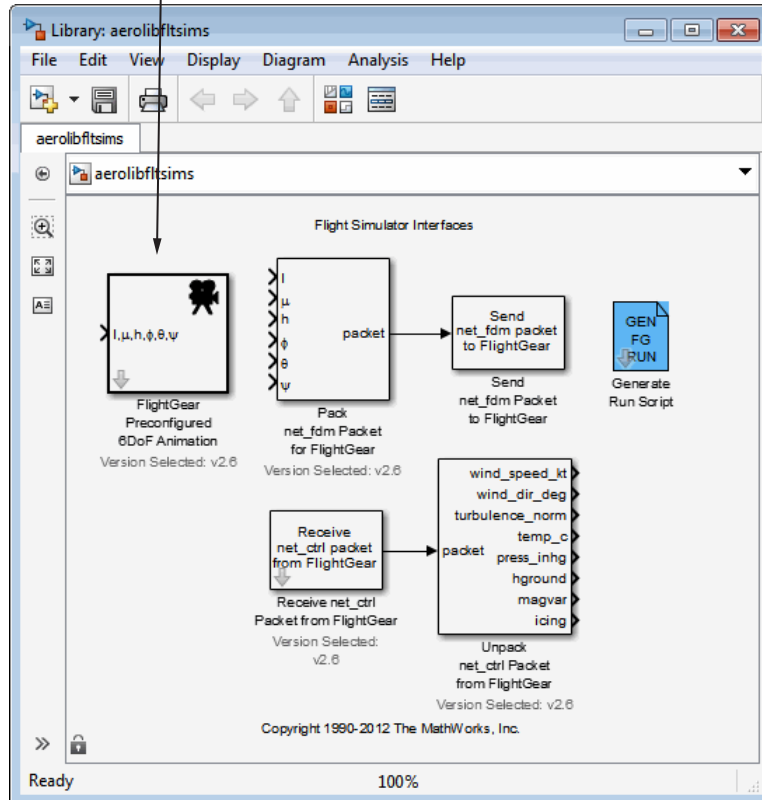 Library: aerolibfltsims
File Edit View Display Diagram Analysis Help
aerolibfltsims
aerolibfltsims
Flight Simulator Interfaces
l,μ,h,ϕ,θ,ψ
FlightGear
Preconfigured
6DoF Animation
Version Selected: v2.6
l
μ
h
ϕ
θ
ψ
packet
Pack
net_fdm Packet
for FlightGear
Version Selected: v2.6
Send
net_fdm packet
to FlightGear
Send
net_fdm Packet
to FlightGear
GEN
FG
RUN
Generate
Run Script
Receive
net_ctrl packet
from FlightGear
Receive net_ctrl
Packet from FlightGear
Version Selected:
v2.6
packet
wind_speed_kt
wind_dir_deg
turbulence_norm
temp_c
press_inhg
hground
magvar
icing
Unpack
net_ctrl Packet
from FlightGear
Version Selected: v2.6
Copyright 1990-2012 The MathWorks, Inc.
Ready 100%